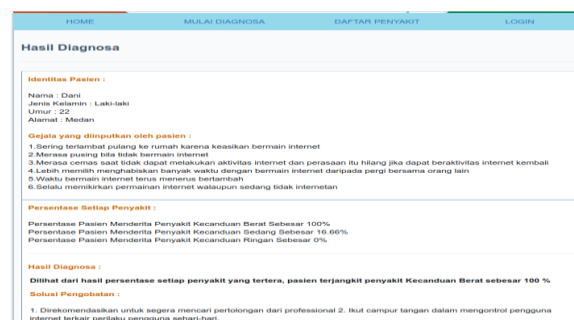 HOME MULAI DIAGNOSA DAFTAR PENYAKIT LOGIN
Hasil Diagnosa
Identitas Pasien :
Nama : Dani
Jenis Kelamin : Laki-laki
Umur : 22
Alamat : Medan
Gejala yang diinputkan oleh pasien :
1.Sering terlambat pulang ke rumah karena keasikan bermain internet
2.Merasa pusing bila tidak bermain internet
3.Merasa cemas saat tidak dapat melakukan aktivitas internet dan perasaan itu hilang jika dapat beraktivitas internet kembali
4.Lebih memilih menghabiskan banyak waktu dengan bermain internet daripada pergi bersama orang lain
5.Waktu bermain internet terus menerus bertambah
6.Selalu memikirkan permainan internet walaupun sedang tidak internetan
Persentase Setiap Penyakit :
Persentase Pasien Menderita Penyakit Kecanduan Berat Sebesar 100%
Persentase Pasien Menderita Penyakit Kecanduan Sedang Sebesar 16.66%
Persentase Pasien Menderita Penyakit Kecanduan Ringan Sebesar 0%
Hasil Diagnosa :
Dilihat dari hasil persentase setiap penyakit yang tertera, pasien terjangkit penyakit Kecanduan Berat sebesar 100 %
Solusi Pengobatan :
1. Direkomendasikan untuk segera mencari pertolongan dari professional 2. Ikut campur tangan dalam mengontrol pengguna
internet terkair perilaku pengguna sehari-hari.